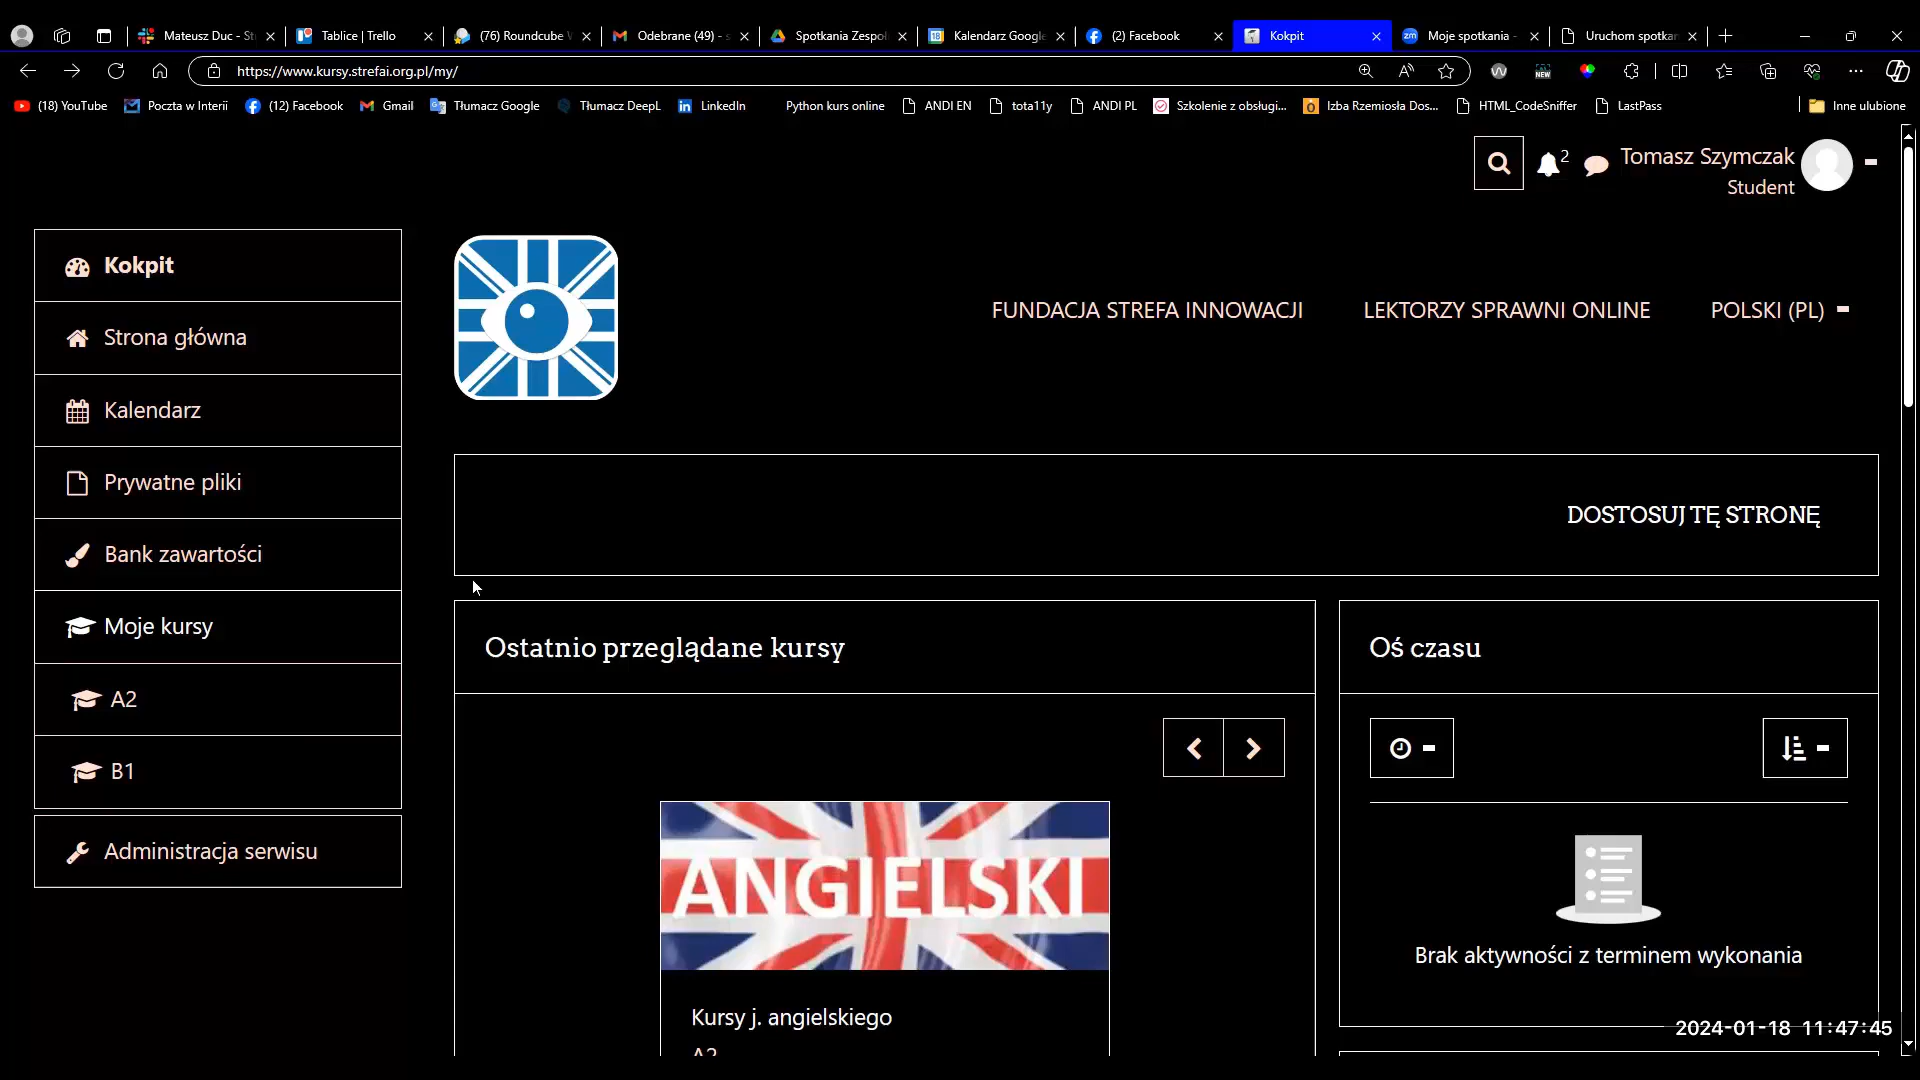 Mateusz Duc - St
Tablice | Trello
(76) Roundcube W
Odebrane (49) - s
Spotkania Zespoł
Kalendarz Google
(2) Facebook
Kokpit
Moje spotkania -
Uruchom spotkan
https://www.kursy.strefai.org.pl/my/
NEW
(18) YouTube
Poczta w Interii
(12) Facebook
Gmail
Tłumacz Google
Tłumacz DeepL
LinkedIn
Python kurs online
ANDI EN
tota11y
ANDI PL
Szkolenie z obsługi...
Izba Rzemiosła Dos...
HTML_CodeSniffer
LastPass
Inne ulubione
2
Tomasz Szymczak
Student
Kokpit
Strona główna
Kalendarz
Prywatne pliki
Bank zawartości
Moje kursy
A2
B1
Administracja serwisu
FUNDACJA STREFA INNOWACJI
LEKTORZY SPRAWNI ONLINE
POLSKI (PL)
DOSTOSUJ TĘ STRONĘ
Ostatnio przeglądane kursy
ANGIELSKI
Kursy j. angielskiego
A2
Oś czasu
Brak aktywności z terminem wykonania
2024-01-18 11:47:45